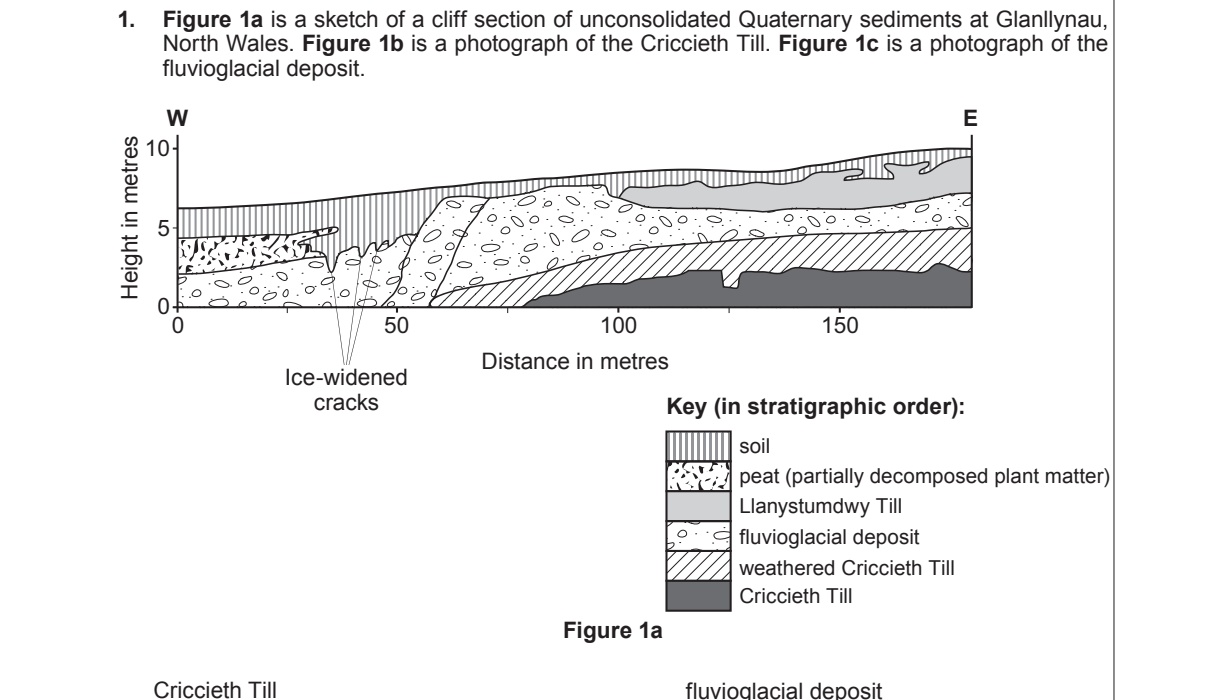 1. Figure 1a is a sketch of a cliff section of unconsolidated Quaternary sediments at Glanllynau,
North Wales. Figure 1b is a photograph of the Criccieth Till. Figure 1c is a photograph of the
fluvioglacial deposit.
W
E
Height in metres
10
5
0
0
50
100
150
Distance in metres
Ice-widened
cracks
Key (in stratigraphic order):
soil
peat (partially decomposed plant matter)
Llanystumdwy Till
fluvioglacial deposit
weathered Criccieth Till
Criccieth Till
Figure 1a
Criccieth Till
fluvioglacial deposit